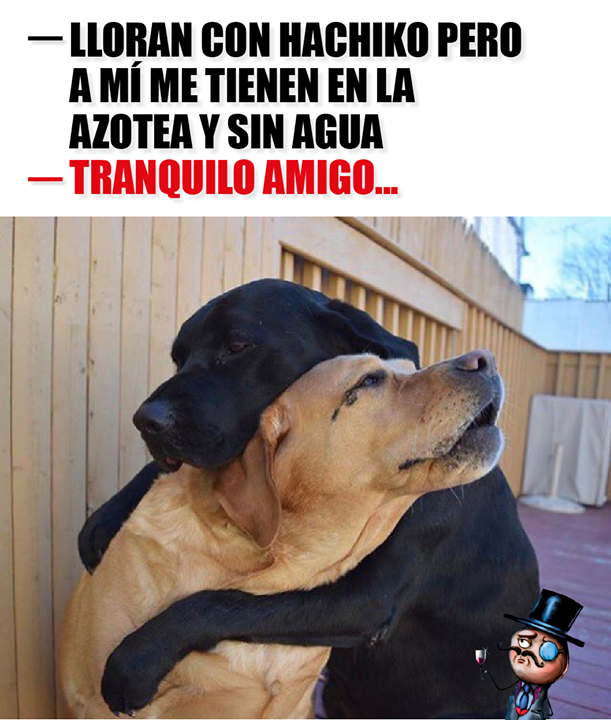 — LLORAN CON HACHIKO PERO
A MÍ ME TIENEN EN LA
AZOTEA Y SIN AGUA
— TRANQUILO AMIGO...